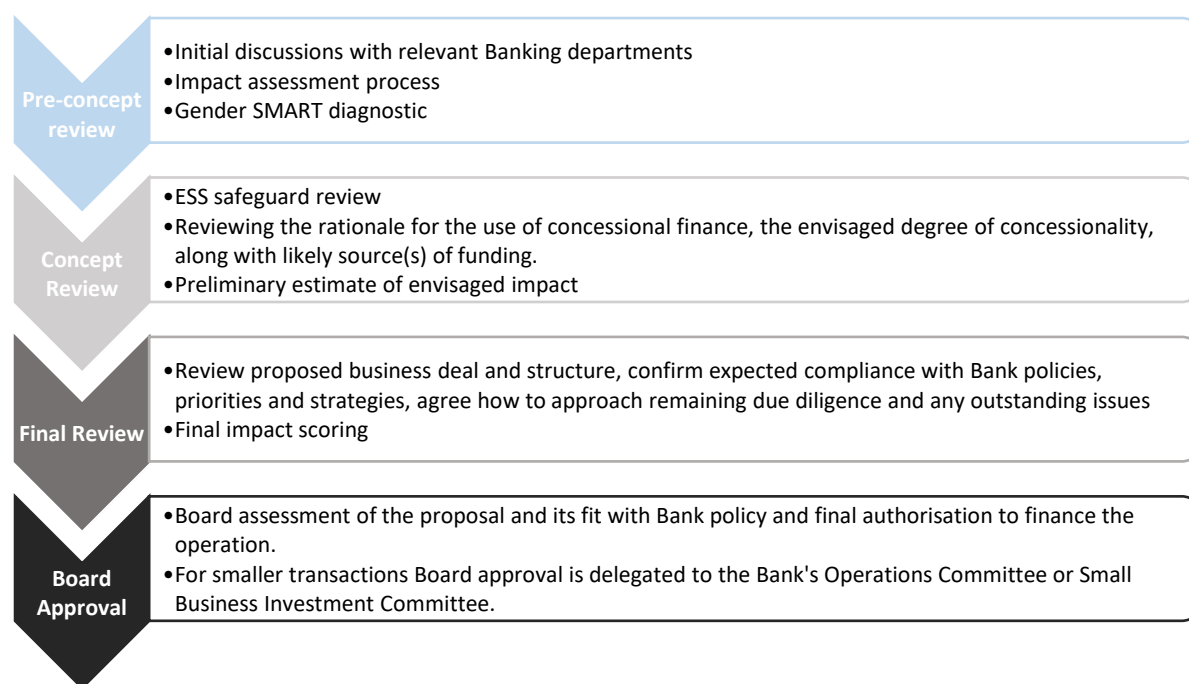 Pre-concept
review
•Initial discussions with relevant Banking departments
•Impact assessment process
•Gender SMART diagnostic
Concept
Review
•ESS safeguard review
•Reviewing the rationale for the use of concessional finance, the envisaged degree of concessionality,
along with likely source(s) of funding.
•Preliminary estimate of envisaged impact
Final Review
•Review proposed business deal and structure, confirm expected compliance with Bank policies,
priorities and strategies, agree how to approach remaining due diligence and any outstanding issues
•Final impact scoring
Board
Approval
•Board assessment of the proposal and its fit with Bank policy and final authorisation to finance the
operation.
•For smaller transactions Board approval is delegated to the Bank's Operations Committee or Small
Business Investment Committee.